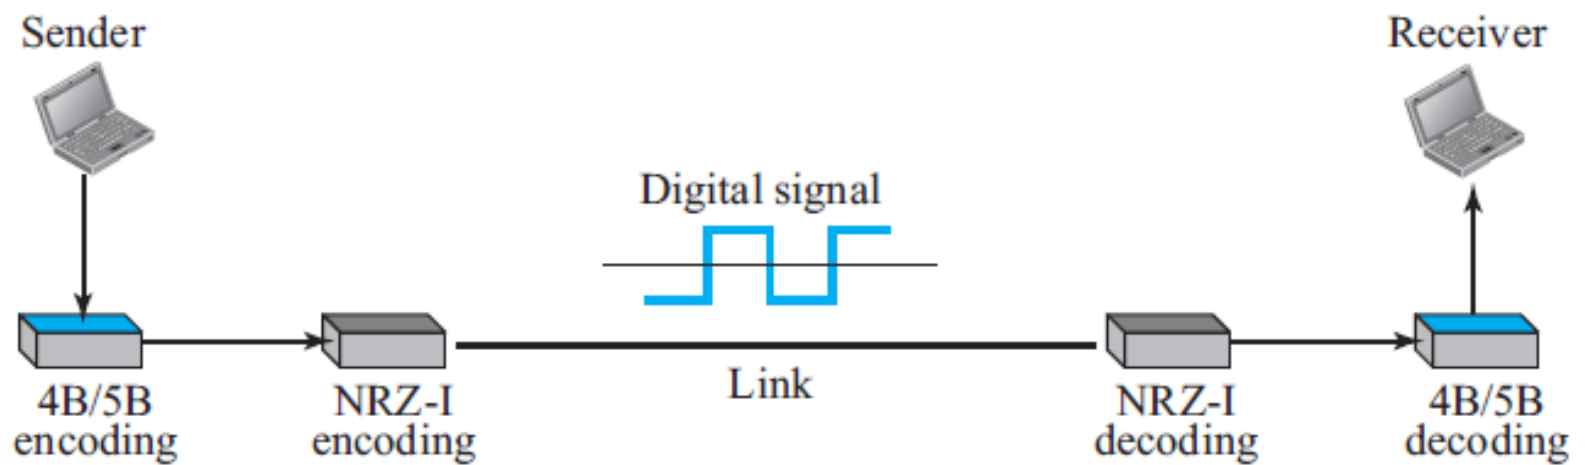 Sender
Receiver
Digital signal
Link
4B/5B
encoding
NRZ-I
encoding
NRZ-I
decoding
4B/5B
decoding